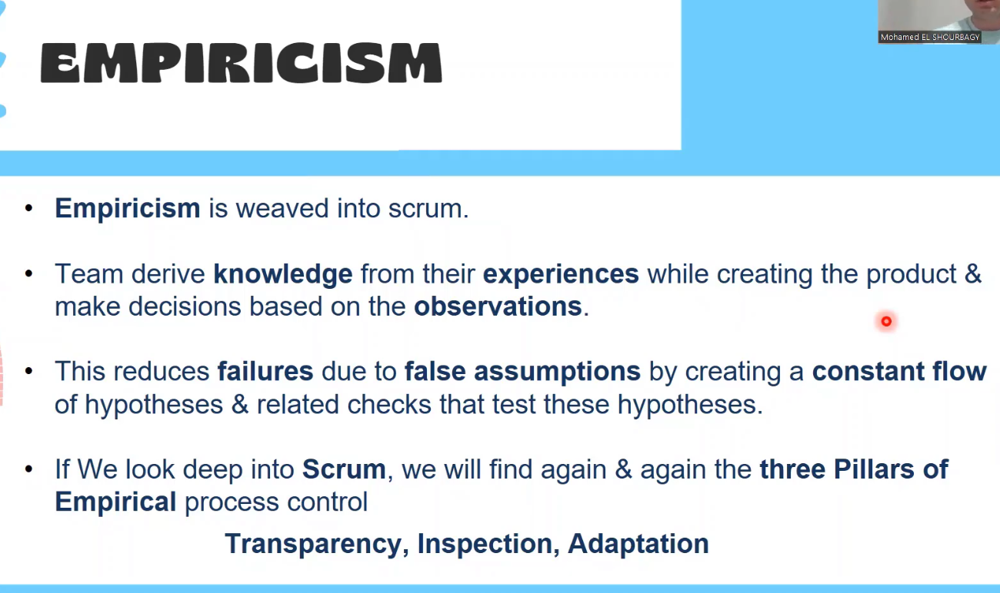 Mohamed EL SHOURBAGY
EMPIRICISM
• Empiricism is weaved into scrum.
• Team derive knowledge from their experiences while creating the product &
make decisions based on the observations.
• This reduces failures due to false assumptions by creating a constant flow
of hypotheses & related checks that test these hypotheses.
• If We look deep into Scrum, we will find again & again the three Pillars of
Empirical process control
Transparency, Inspection, Adaptation